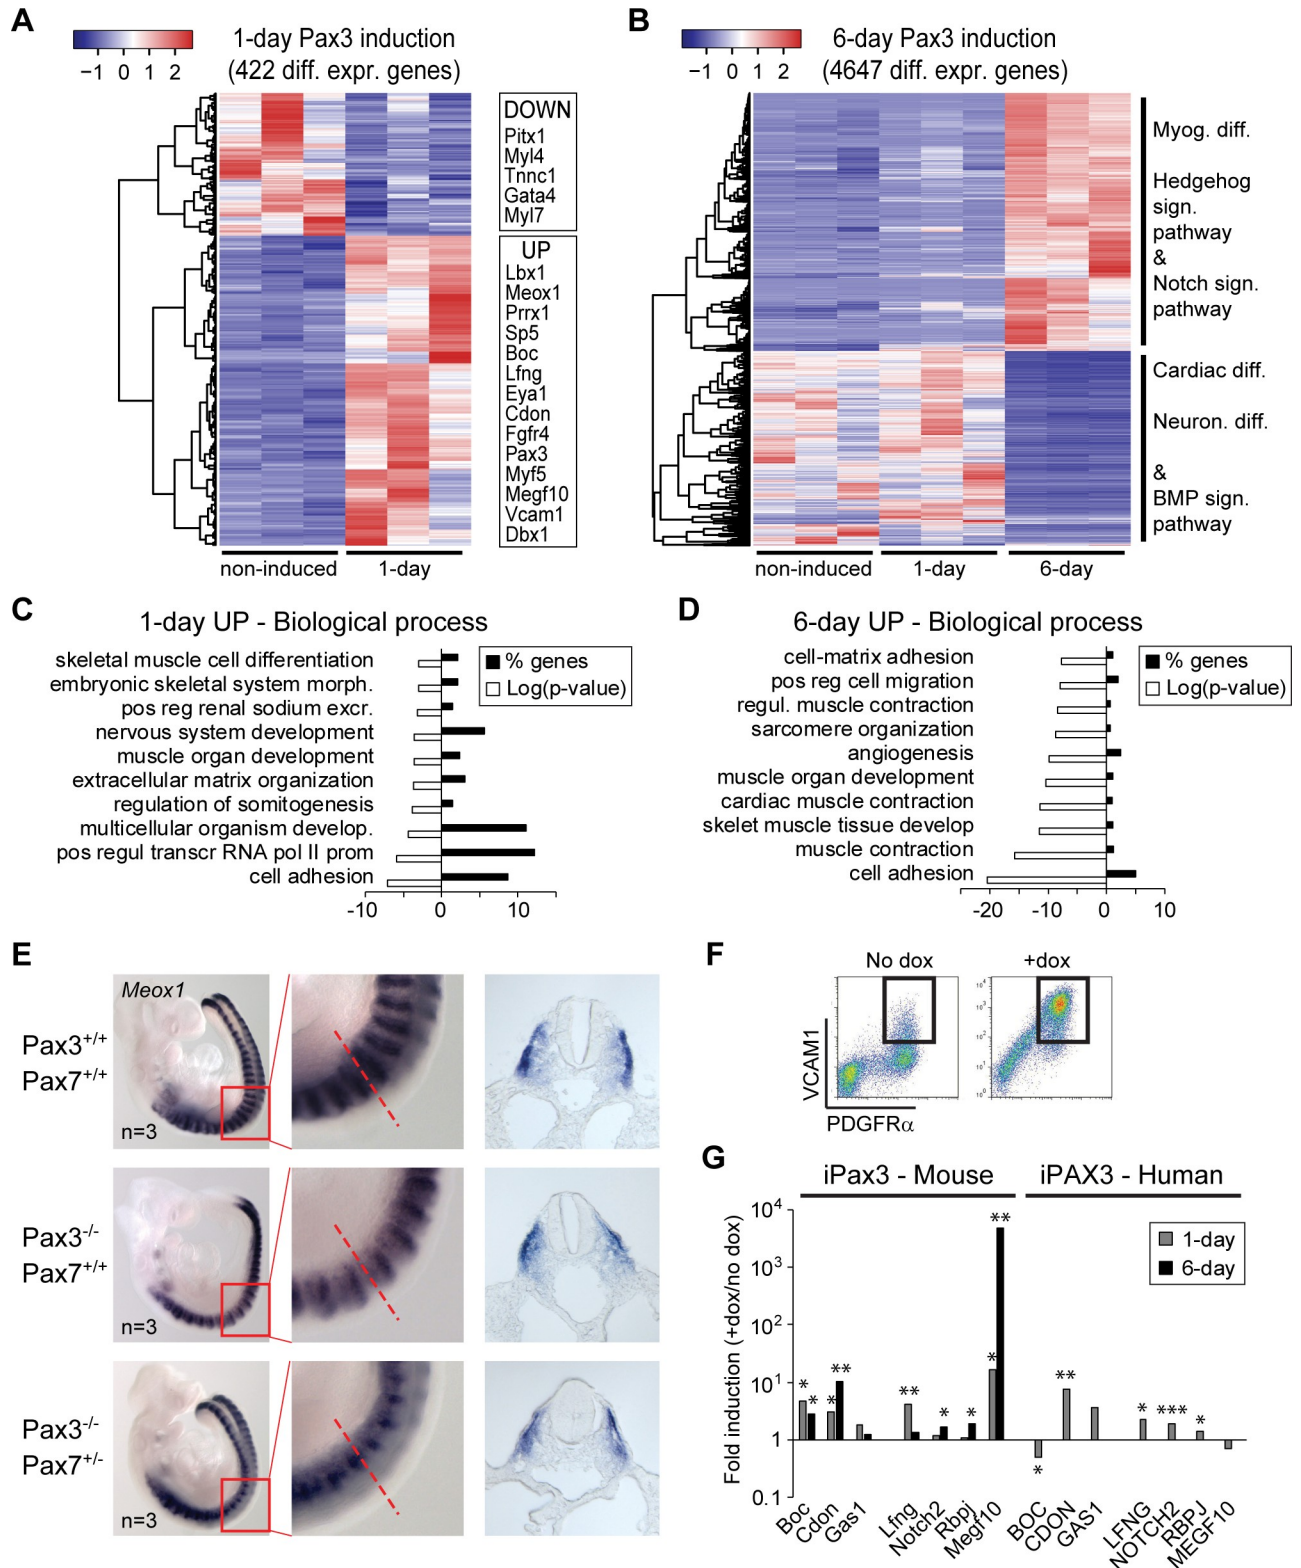 A
1-day Pax3 induction
(422 diff. expr. genes)
−1 0 1 2
DOWN
Pitx1
Myl4
Tnnc1
Gata4
Myl7
UP
Lbx1
Meox1
Prrx1
Sp5
Boc
Lfng
Eya1
Cdon
Fgfr4
Pax3
Myf5
Megf10
Vcam1
Dbx1
non-induced 1-day
B
6-day Pax3 induction
(4647 diff. expr. genes)
−1 0 1 2
Myog. diff.
Hedgehog
sign.
pathway
&
Notch sign.
pathway
Cardiac diff.
Neuron. diff.
&
BMP sign.
pathway
non-induced 1-day 6-day
C
1-day UP - Biological process
skeletal muscle cell differentiation
embryonic skeletal system morph.
pos reg renal sodium excr.
nervous system development
muscle organ development
extracellular matrix organization
regulation of somitogenesis
multicellular organism develop.
pos regul transcr RNA pol II prom
cell adhesion
% genes
Log(p-value)
-10 0 10
D
6-day UP - Biological process
cell-matrix adhesion
pos reg cell migration
regul. muscle contraction
sarcomere organization
angiogenesis
muscle organ development
cardiac muscle contraction
skelet muscle tissue develop
muscle contraction
cell adhesion
% genes
Log(p-value)
-20 -10 0 10
E
Meox1
Pax3+/+
Pax7+/+
n=3
Pax3-/-
Pax7+/+
n=3
Pax3-/-
Pax7+/-
n=3
F
No dox +dox
VCAM1
PDGFRα
10⁴
10³
10²
10¹
10⁰
G
iPax3 - Mouse iPAX3 - Human
Fold induction (+dox/no dox)
10⁴
10³
10²
10¹
1
0.1
1-day
6-day
* * * ** ** * * * **
* ** * *** *
Boc Cdon Gas1 Lfng Notch2 Rbpj Megf10 BOC CDON GAS1 LFNG NOTCH2 RBPJ MEGF10